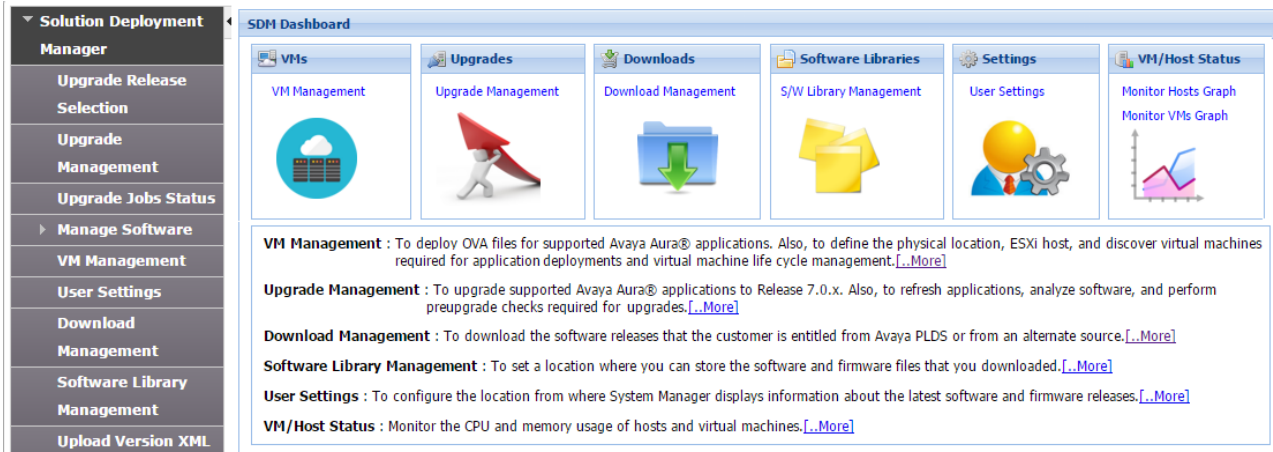 Solution Deployment
Manager
Upgrade Release
Selection
Upgrade
Management
Upgrade Jobs Status
Manage Software
VM Management
User Settings
Download
Management
Software Library
Management
Upload Version XML
SDM Dashboard
VMs
VM Management
Upgrades
Upgrade Management
Downloads
Download Management
Software Libraries
S/W Library Management
Settings
User Settings
VM/Host Status
Monitor Hosts Graph
Monitor VMs Graph
VM Management : To deploy OVA files for supported Avaya Aura® applications. Also, to define the physical location, ESXi host, and discover virtual machines
required for application deployments and virtual machine life cycle management.[..More]
Upgrade Management : To upgrade supported Avaya Aura® applications to Release 7.0.x. Also, to refresh applications, analyze software, and perform
preupgrade checks required for upgrades.[..More]
Download Management : To download the software releases that the customer is entitled from Avaya PLDS or from an alternate source.[..More]
Software Library Management : To set a location where you can store the software and firmware files that you downloaded.[..More]
User Settings : To configure the location from where System Manager displays information about the latest software and firmware releases.[..More]
VM/Host Status : Monitor the CPU and memory usage of hosts and virtual machines.[..More]